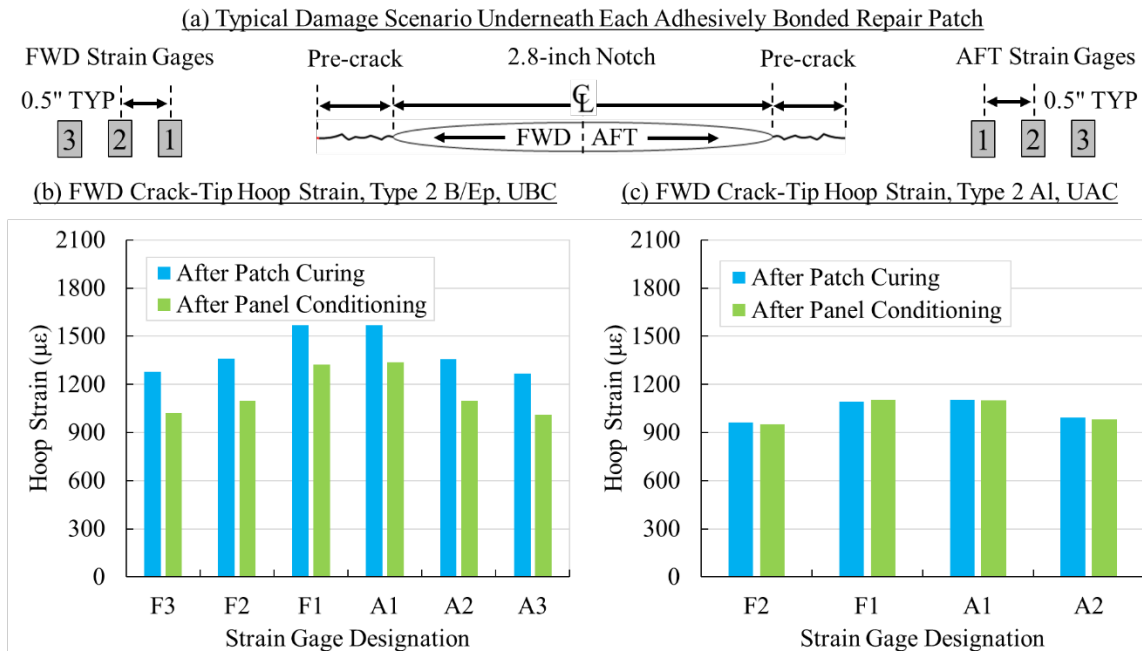 (a) Typical Damage Scenario Underneath Each Adhesively Bonded Repair Patch
FWD Strain Gages
Pre-crack
2.8-inch Notch
Pre-crack
AFT Strain Gages
0.5" TYP
℄
0.5" TYP
3 2 1
FWD AFT
1 2 3
(b) FWD Crack-Tip Hoop Strain, Type 2 B/Ep, UBC
2100
1800
1500
1200
900
600
300
0
Hoop Strain (με)
After Patch Curing
After Panel Conditioning
F3 F2 F1 A1 A2 A3
Strain Gage Designation
(c) FWD Crack-Tip Hoop Strain, Type 2 Al, UAC
2100
1800
1500
1200
900
600
300
0
Hoop Strain (με)
After Patch Curing
After Panel Conditioning
F2 F1 A1 A2
Strain Gage Designation